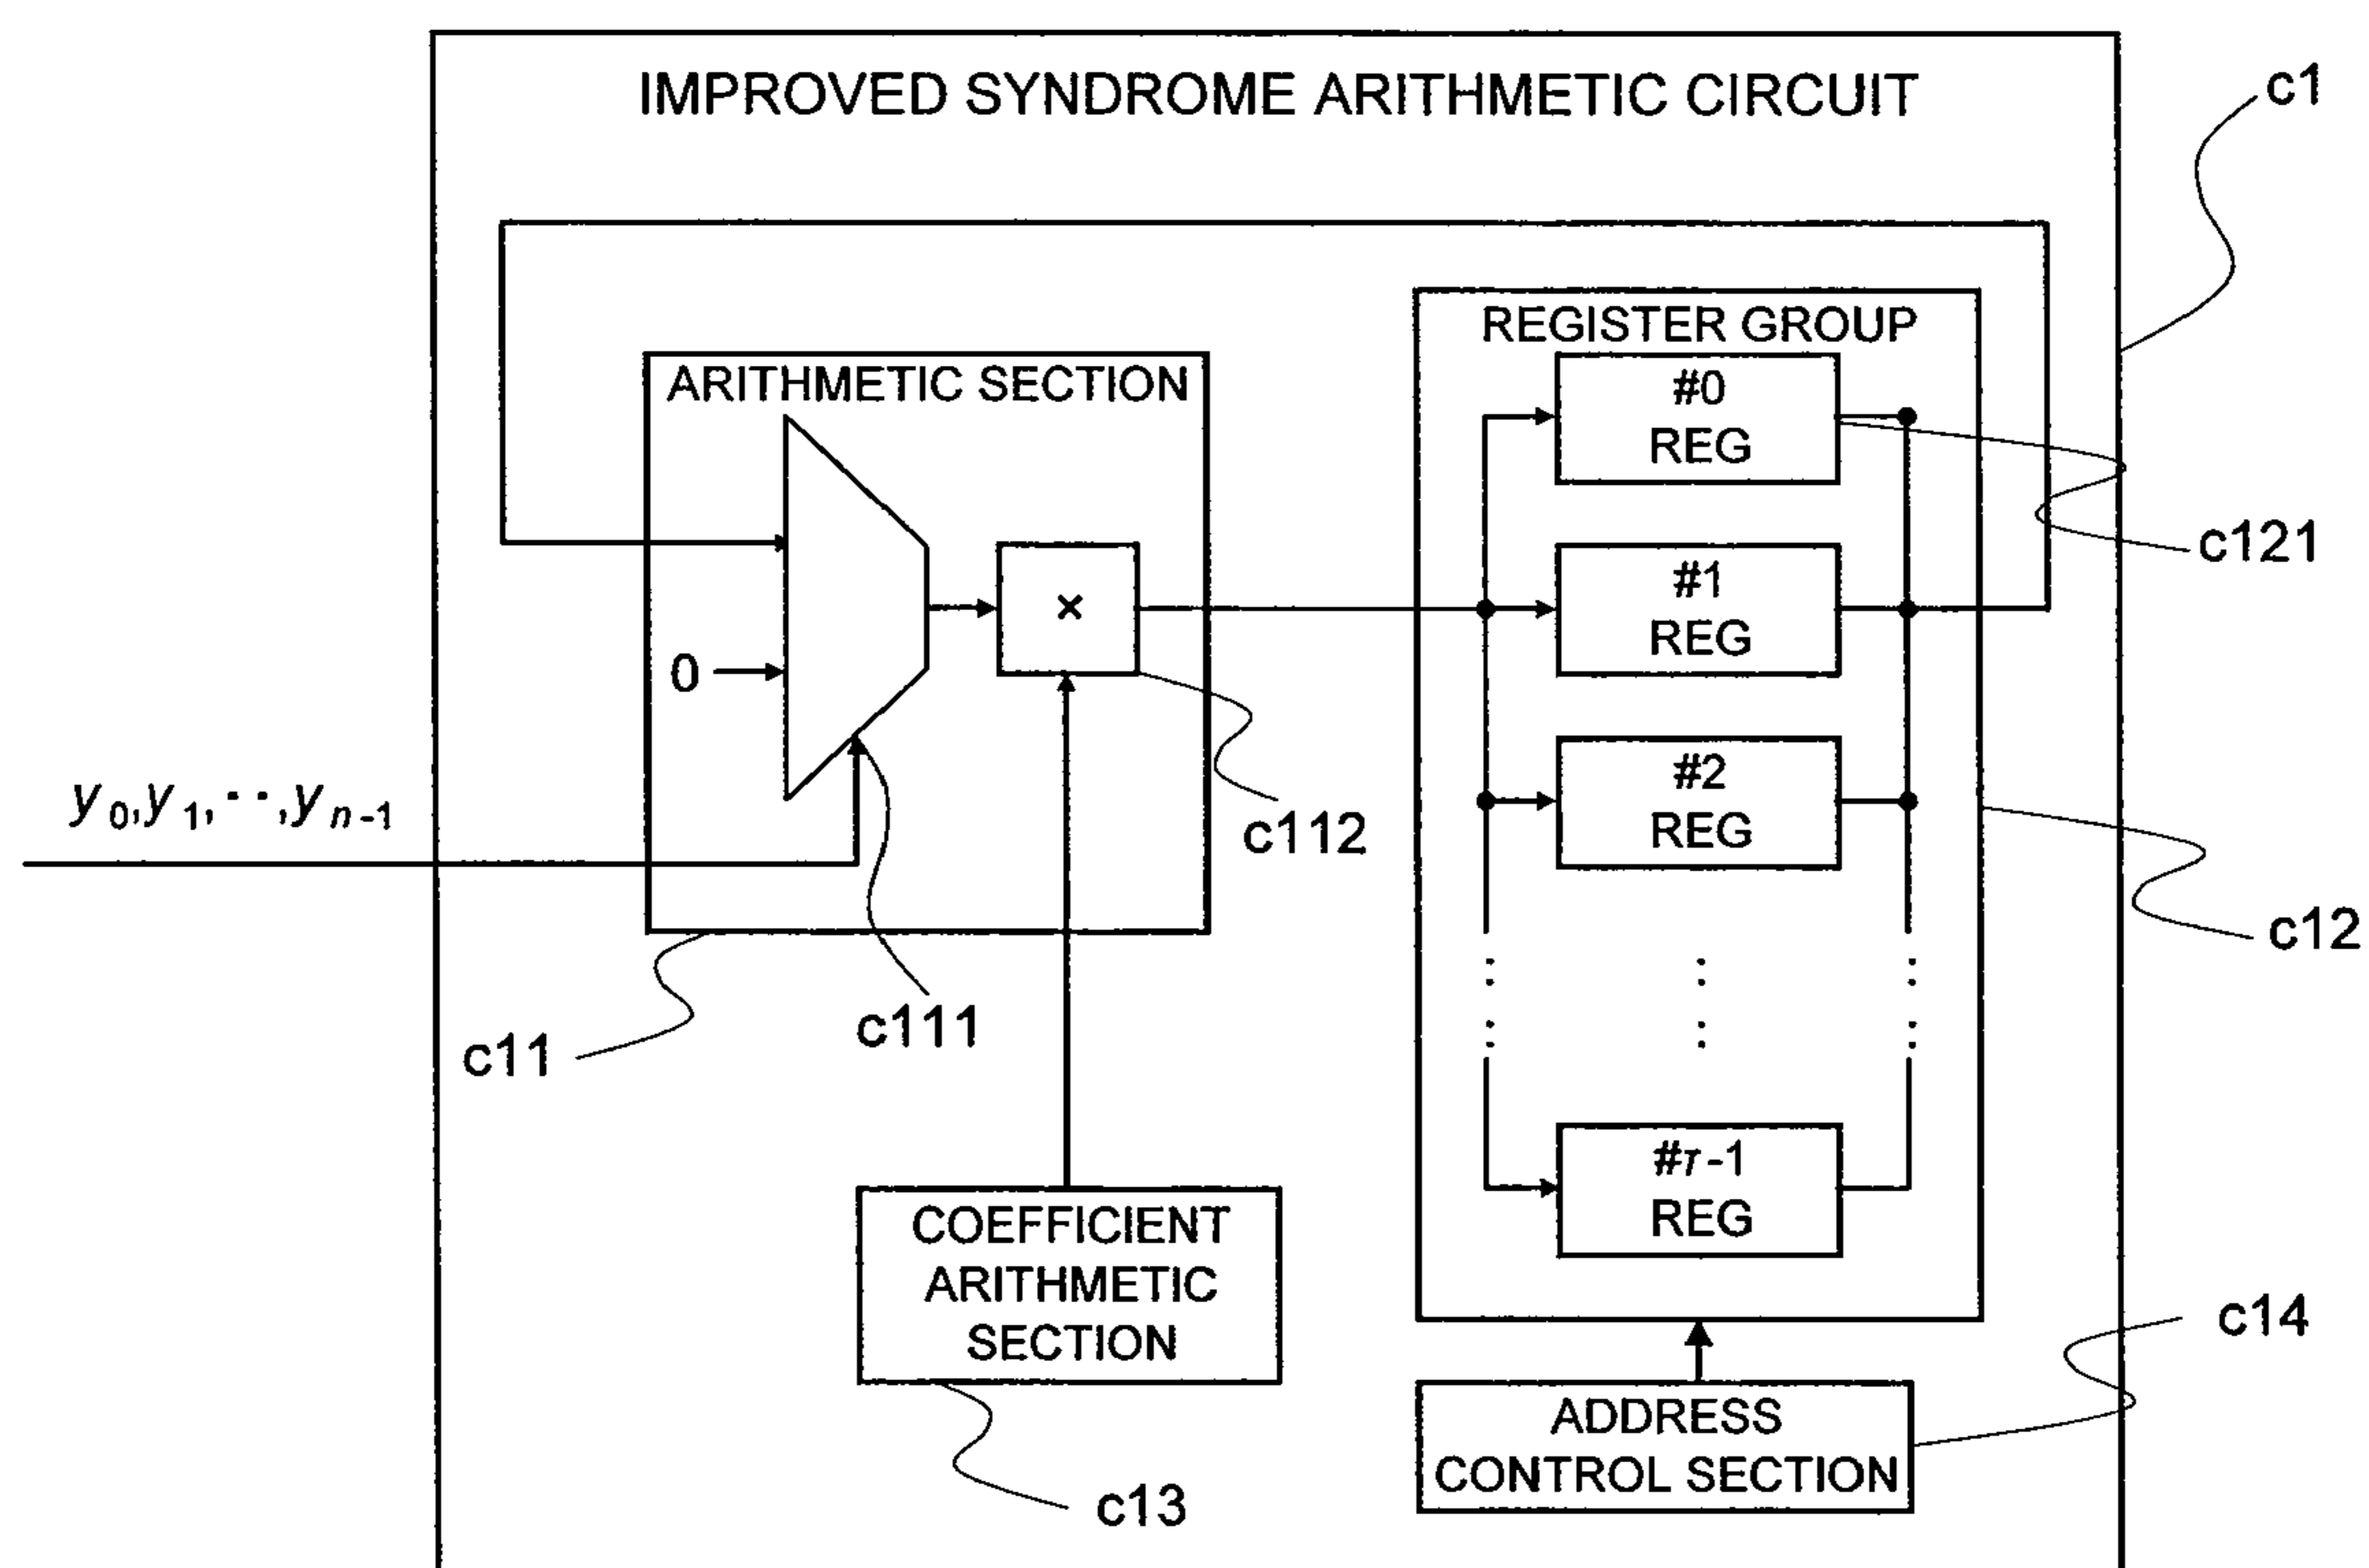 IMPROVED SYNDROME ARITHMETIC CIRCUIT
c1
REGISTER GROUP
ARITHMETIC SECTION
#0
REG
c121
#1
REG
×
0
#2
REG
y0,y1,··,yn-1
c112
c12
c111
c11
#r-1
REG
COEFFICIENT
ARITHMETIC
SECTION
c14
ADDRESS
CONTROL SECTION
c13